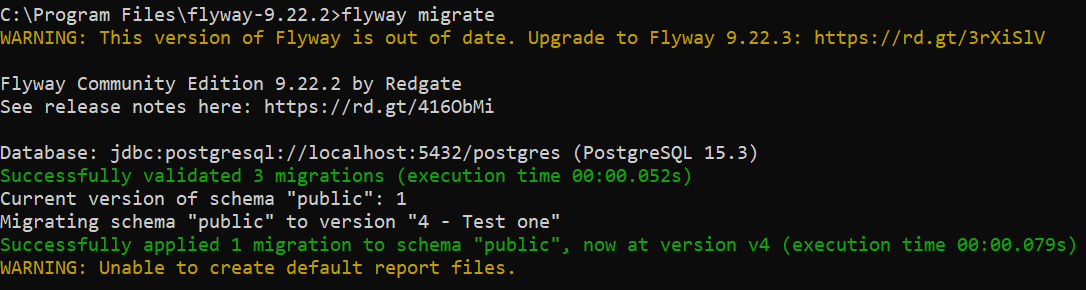 C:\Program Files\flyway-9.22.2>flyway migrate
WARNING: This version of Flyway is out of date. Upgrade to Flyway 9.22.3: https://rd.gt/3rXiSlV
Flyway Community Edition 9.22.2 by Redgate
See release notes here: https://rd.gt/416ObMi
Database: jdbc:postgresql://localhost:5432/postgres (PostgreSQL 15.3)
Successfully validated 3 migrations (execution time 00:00.052s)
Current version of schema "public": 1
Migrating schema "public" to version "4 - Test one"
Successfully applied 1 migration to schema "public", now at version v4 (execution time 00:00.079s)
WARNING: Unable to create default report files.